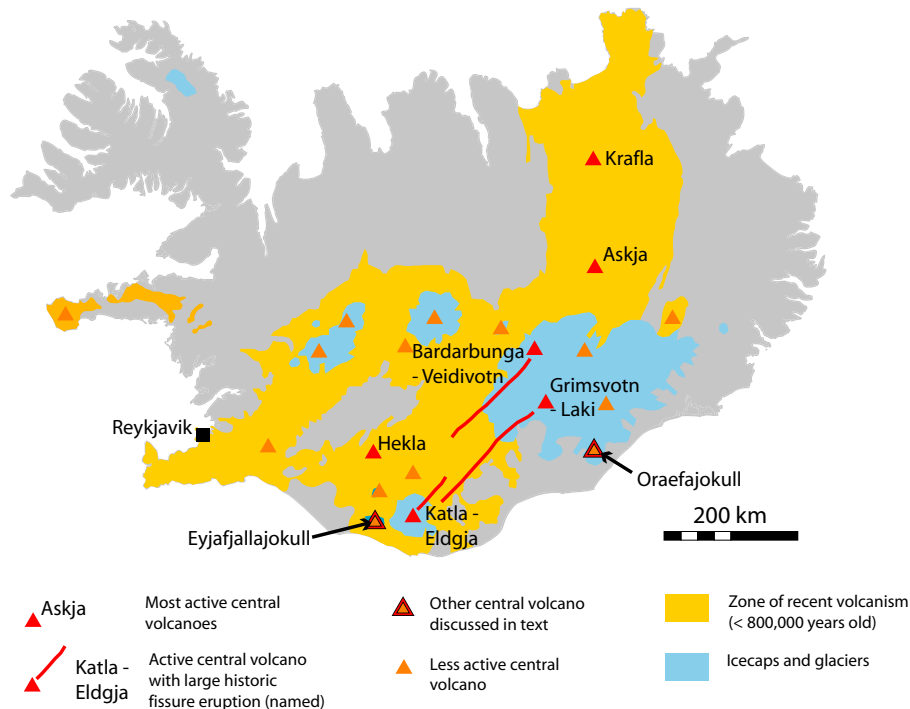 Krafla
Askja
Bardarbunga
- Veidivotn
Grimsvotn
- Laki
Reykjavik
Hekla
Oraefajokull
Katla -
Eldgja
Eyjafjallajokull
200 km
Askja
Most active central
volcanoes
Katla -
Eldgja
Active central volcano
with large historic
fissure eruption (named)
Other central volcano
discussed in text
Less active central
volcano
Zone of recent volcanism
(< 800,000 years old)
Icecaps and glaciers